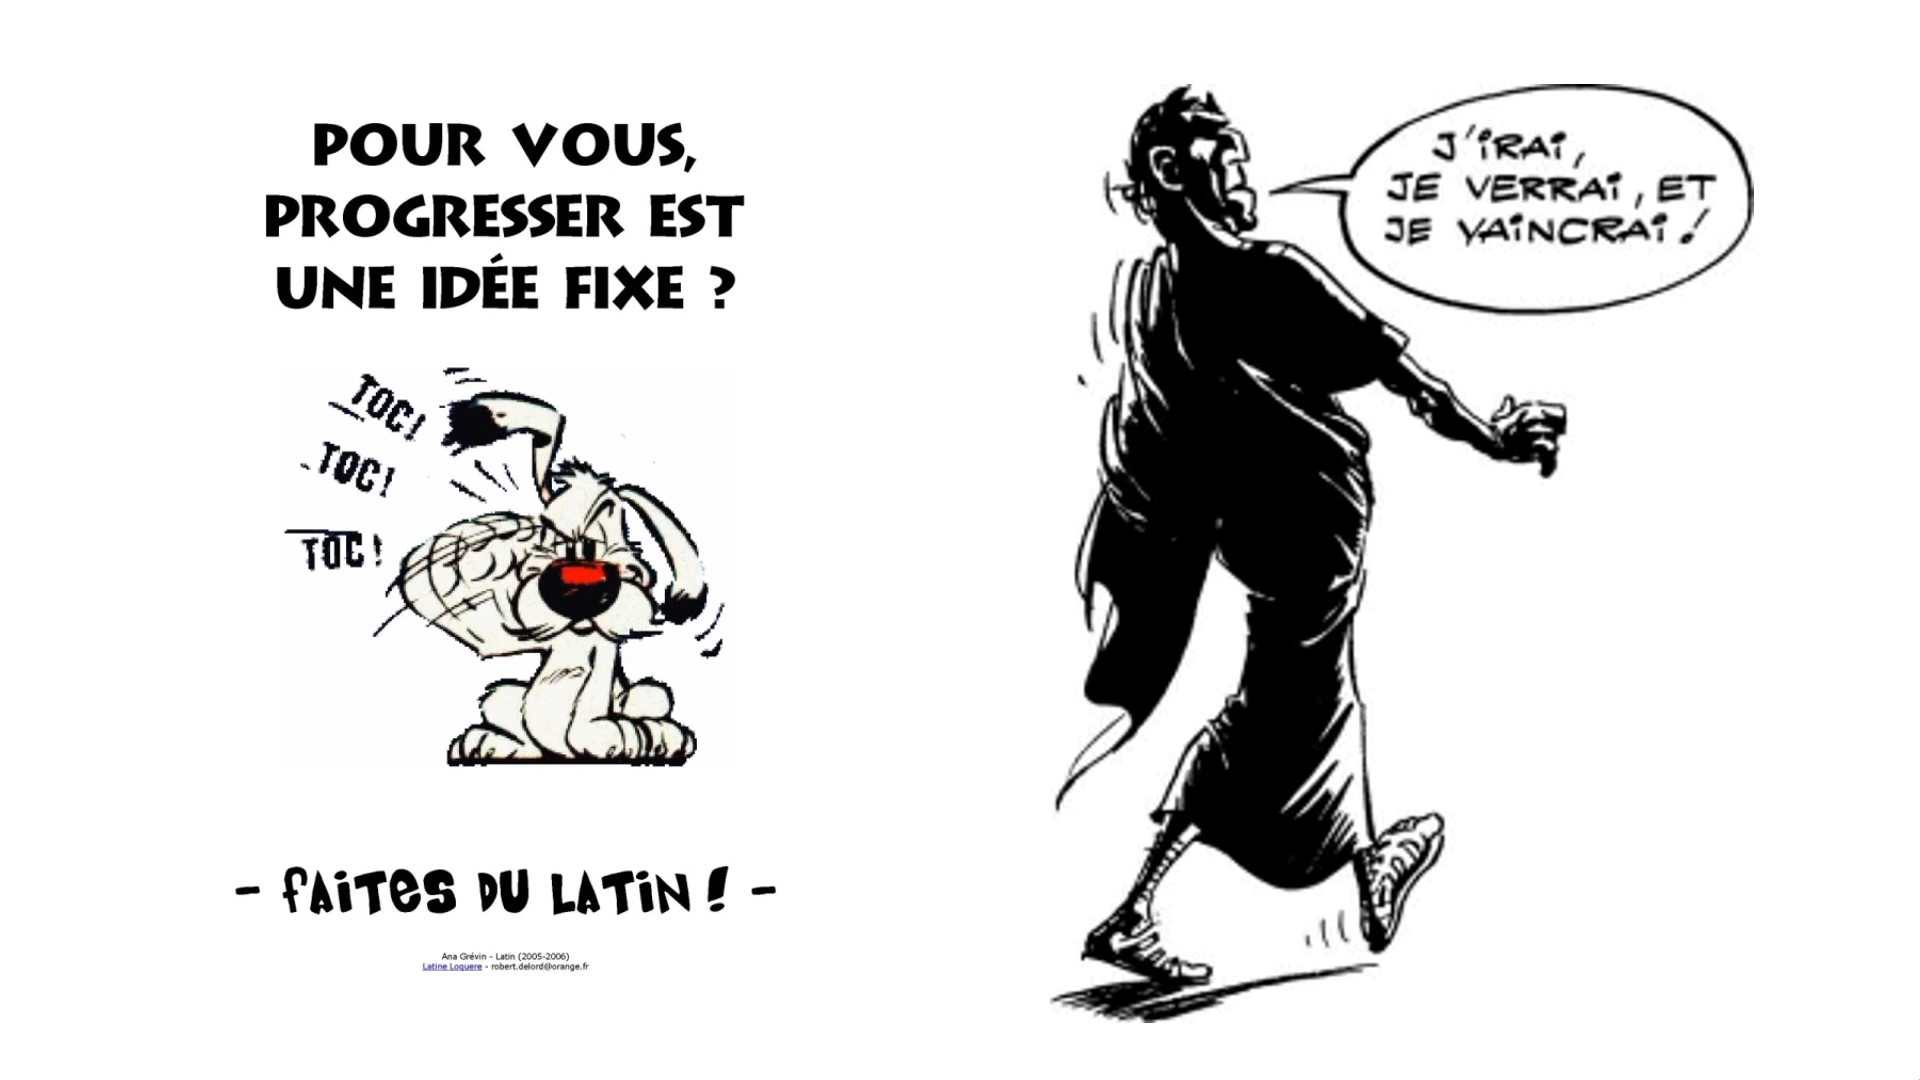 POUR VOUS,
PROGRESSER EST
UNE IDÉE FIXE ?
TOC!
TOC!
TOC!
- FAITES DU LATIN ! -
Ana Grévin - Latin (2005-2006)
Latine Loquere - robert.delord@orange.fr
J'IRAI,
JE VERRAI, ET
JE VAINCRAI !